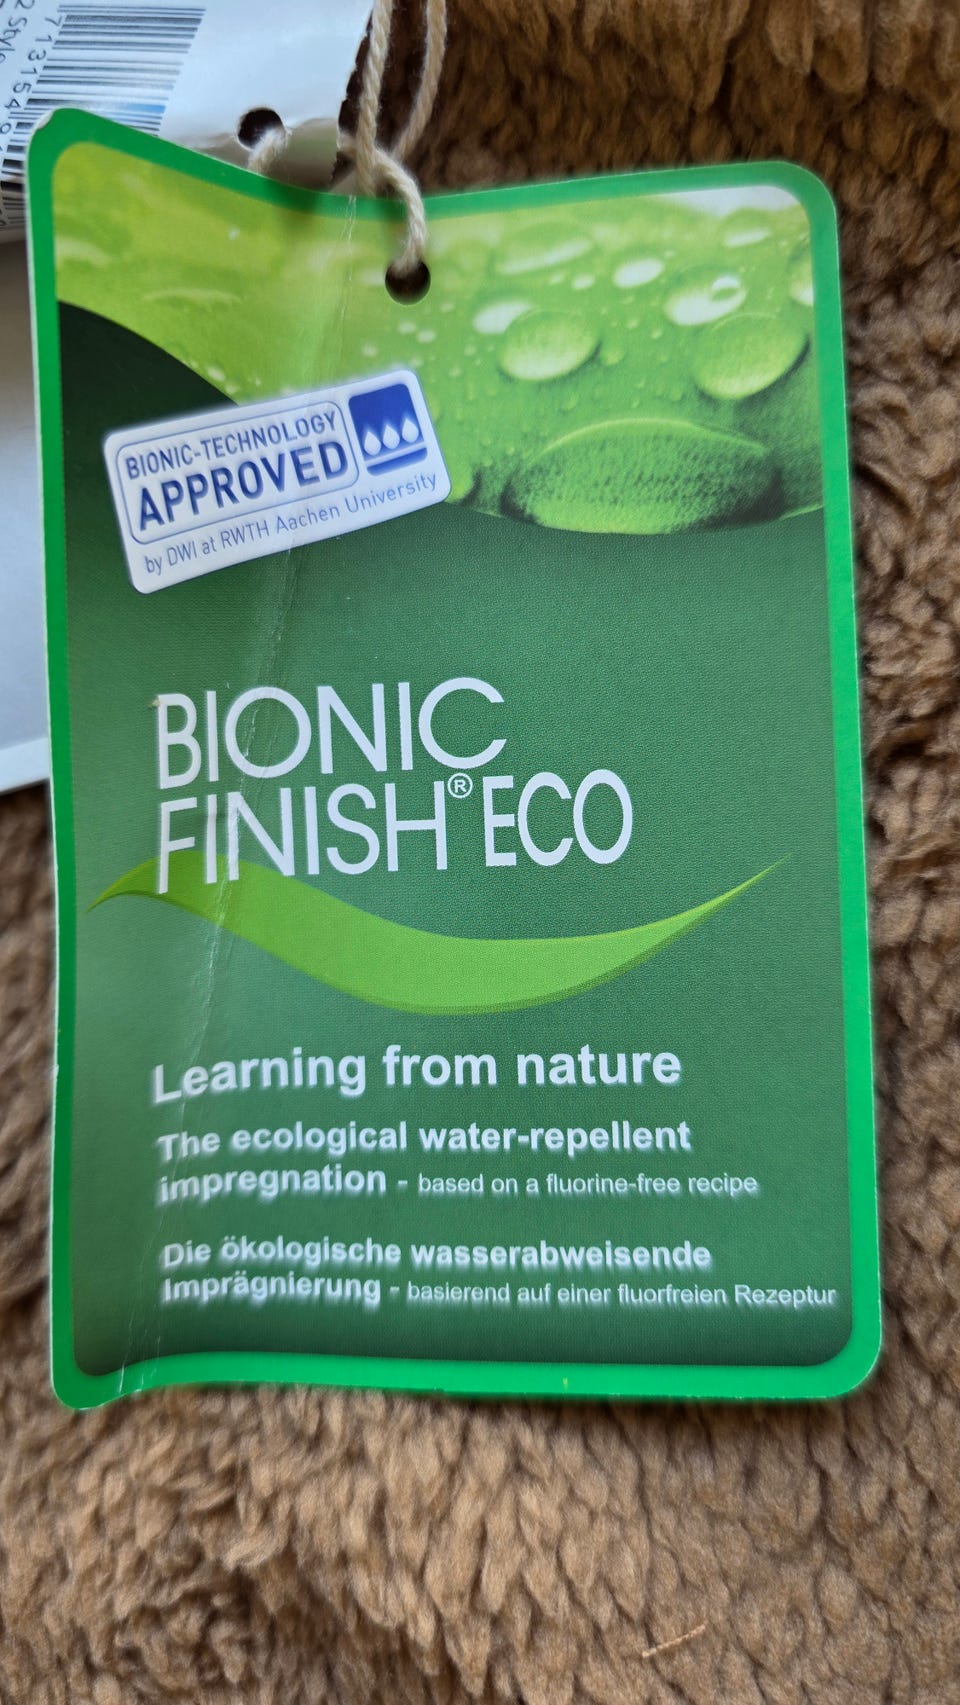 BIONIC-TECHNOLOGY
APPROVED
by DWI at RWTH Aachen University
BIONIC
FINISH® ECO
Learning from nature
The ecological water-repellent
impregnation - based on a fluorine-free recipe
Die ökologische wasserabweisende
Imprägnierung - basierend auf einer fluorfreien Rezeptur